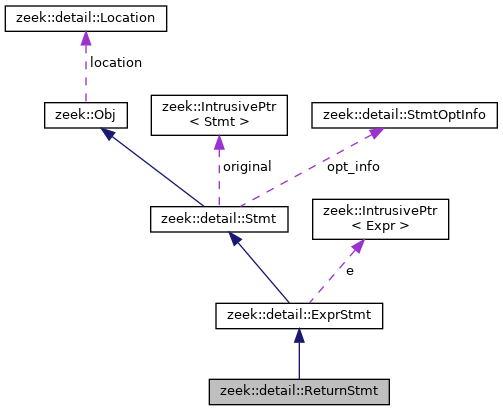 zeek::detail::Location
location
zeek::Obj
zeek::IntrusivePtr
< Stmt >
zeek::detail::StmtOptInfo
original
opt_info
zeek::detail::Stmt
zeek::IntrusivePtr
< Expr >
e
zeek::detail::ExprStmt
zeek::detail::ReturnStmt